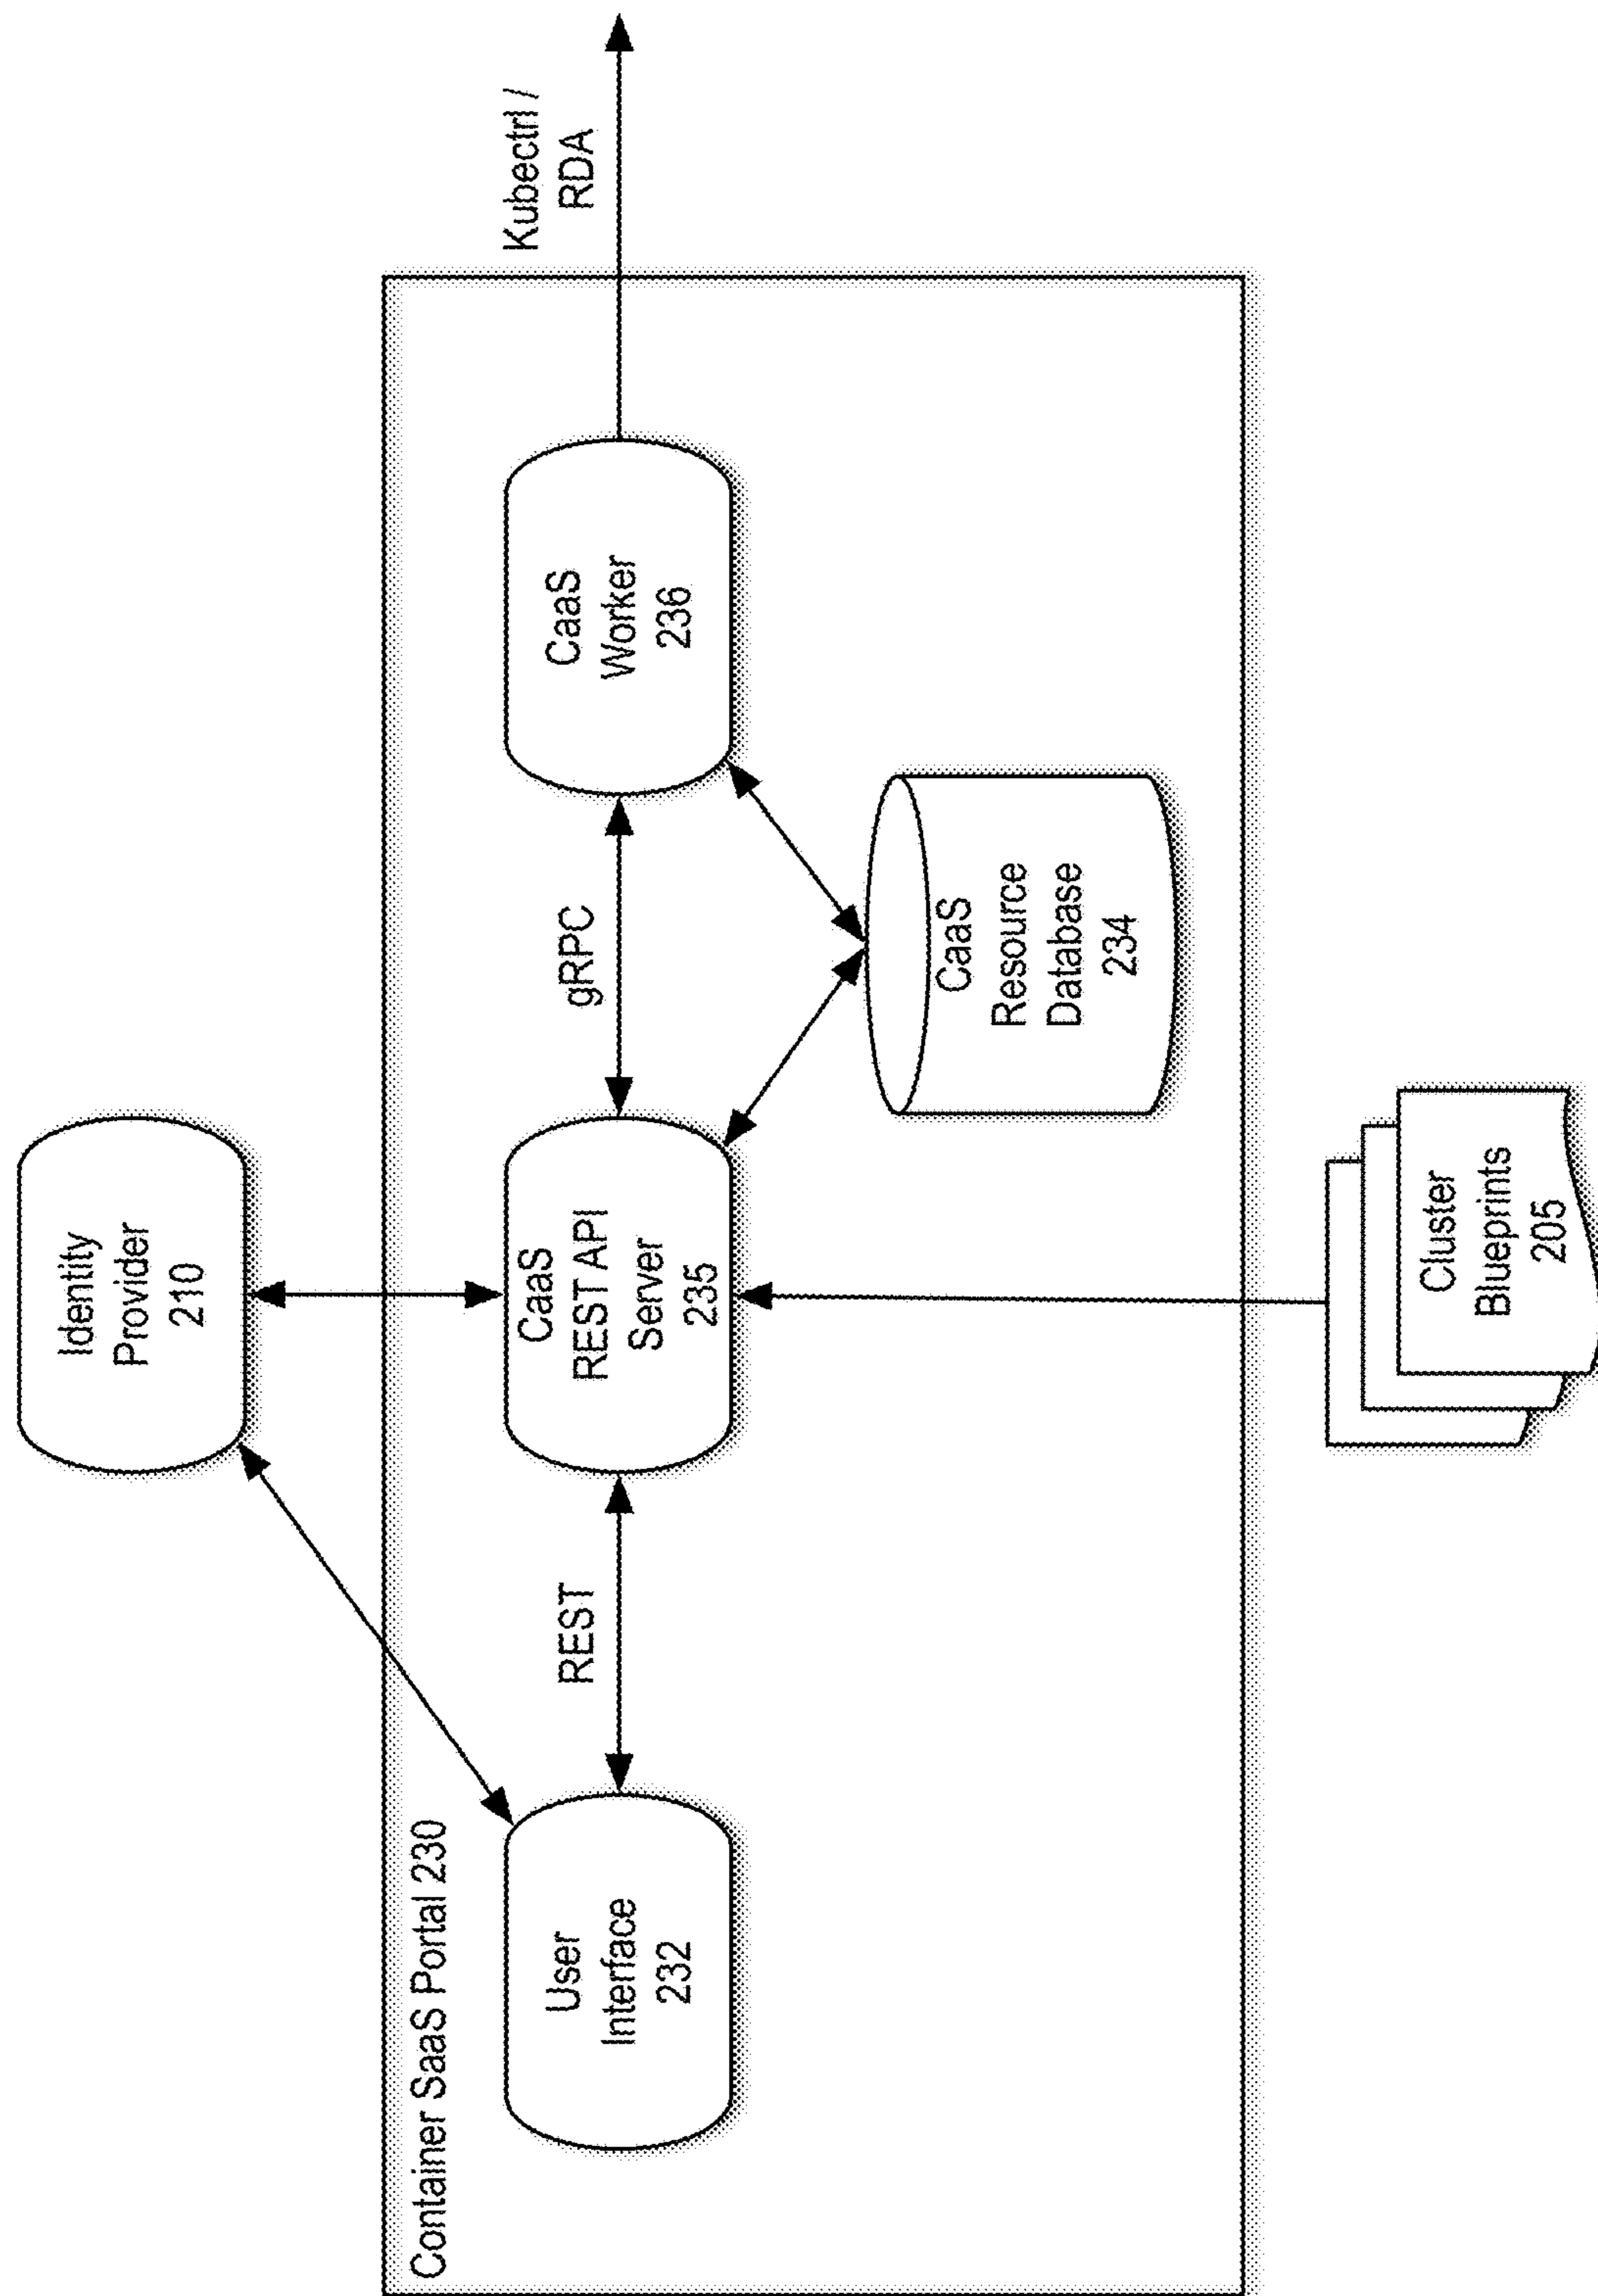 Identity
Provider
210
Container SaaS Portal 230
User
Interface
232
REST
CaaS
REST API
Server
235
gRPC
CaaS
Worker
236
Kubectrl /
RDA
CaaS
Resource
Database
234
Cluster
Blueprints
205